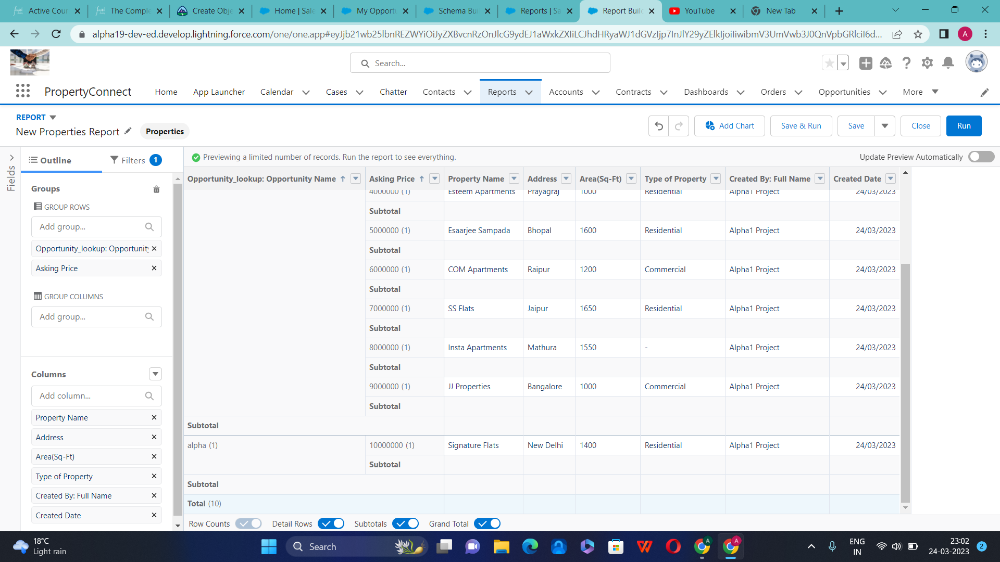 Active Cour
The Comple
Create Obje
Home | Sale
My Opportu
Schema Bui
Reports | Sa
Report Build
YouTube
New Tab
alpha19-dev-ed.develop.lightning.force.com/one/one.app#
A
Search...
PropertyConnect
Home
App Launcher
Calendar
Cases
Chatter
Contacts
Reports
Accounts
Contracts
Dashboards
Orders
Opportunities
More
REPORT
New Properties Report
Properties
Add Chart
Save & Run
Save
Close
Run
Fields
Outline
Filters 1
Previewing a limited number of records. Run the report to see everything.
Update Preview Automatically
Groups
GROUP ROWS
Add group...
Opportunity_lookup: Opportunity
Asking Price
GROUP COLUMNS
Add group...
Columns
Add column...
Property Name
Address
Area(Sq-Ft)
Type of Property
Created By: Full Name
Created Date
Opportunity_lookup: Opportunity Name Asking Price Property Name Address Area(Sq-Ft) Type of Property Created By: Full Name Created Date
4000000 (1) Esteem Apartments Prayagraj 1000 Residential Alpha1 Project 24/03/2023
Subtotal
5000000 (1) Esaarjee Sampada Bhopal 1600 Residential Alpha1 Project 24/03/2023
Subtotal
6000000 (1) COM Apartments Raipur 1200 Commercial Alpha1 Project 24/03/2023
Subtotal
7000000 (1) SS Flats Jaipur 1650 Residential Alpha1 Project 24/03/2023
Subtotal
8000000 (1) Insta Apartments Mathura 1550 - Alpha1 Project 24/03/2023
Subtotal
9000000 (1) JJ Properties Bangalore 1000 Commercial Alpha1 Project 24/03/2023
Subtotal
Subtotal
alpha (1) 10000000 (1) Signature Flats New Delhi 1400 Residential Alpha1 Project 24/03/2023
Subtotal
Subtotal
Total (10)
Row Counts
Detail Rows
Subtotals
Grand Total
18°C
Light rain
Search
A
A
ENG
IN
23:02
24-03-2023
2